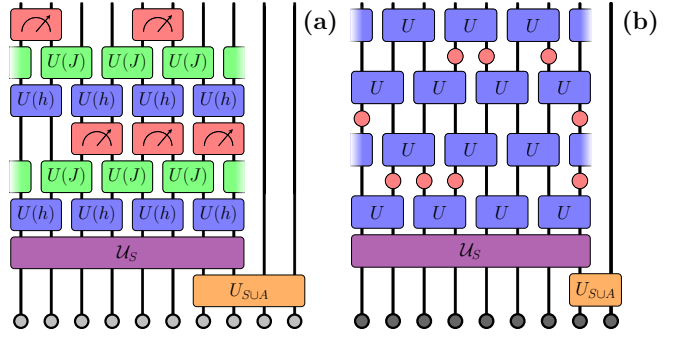 (a)
U(J) U(J) U(J)
U(h) U(h) U(h) U(h)
U(J) U(J) U(J)
U(h) U(h) U(h) U(h)
𝒰_S
U_{S∪A}
(b)
U U
U U U U
U U
U U U U
𝒰_S
U_{S∪A}